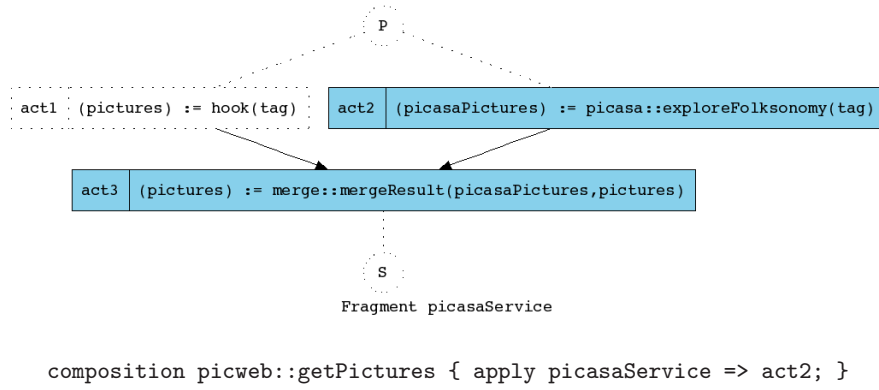 P
act1 (pictures) := hook(tag)
act2 (picasaPictures) := picasa::exploreFolksonomy(tag)
act3 (pictures) := merge::mergeResult(picasaPictures,pictures)
S
Fragment picasaService
composition picweb::getPictures { apply picasaService => act2; }